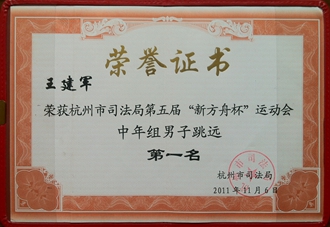 荣誉证书
王建军
荣获杭州市司法局第五届“新方舟杯”运动会
中年组男子跳远
第一名
杭州市司法局
2011年11月6日